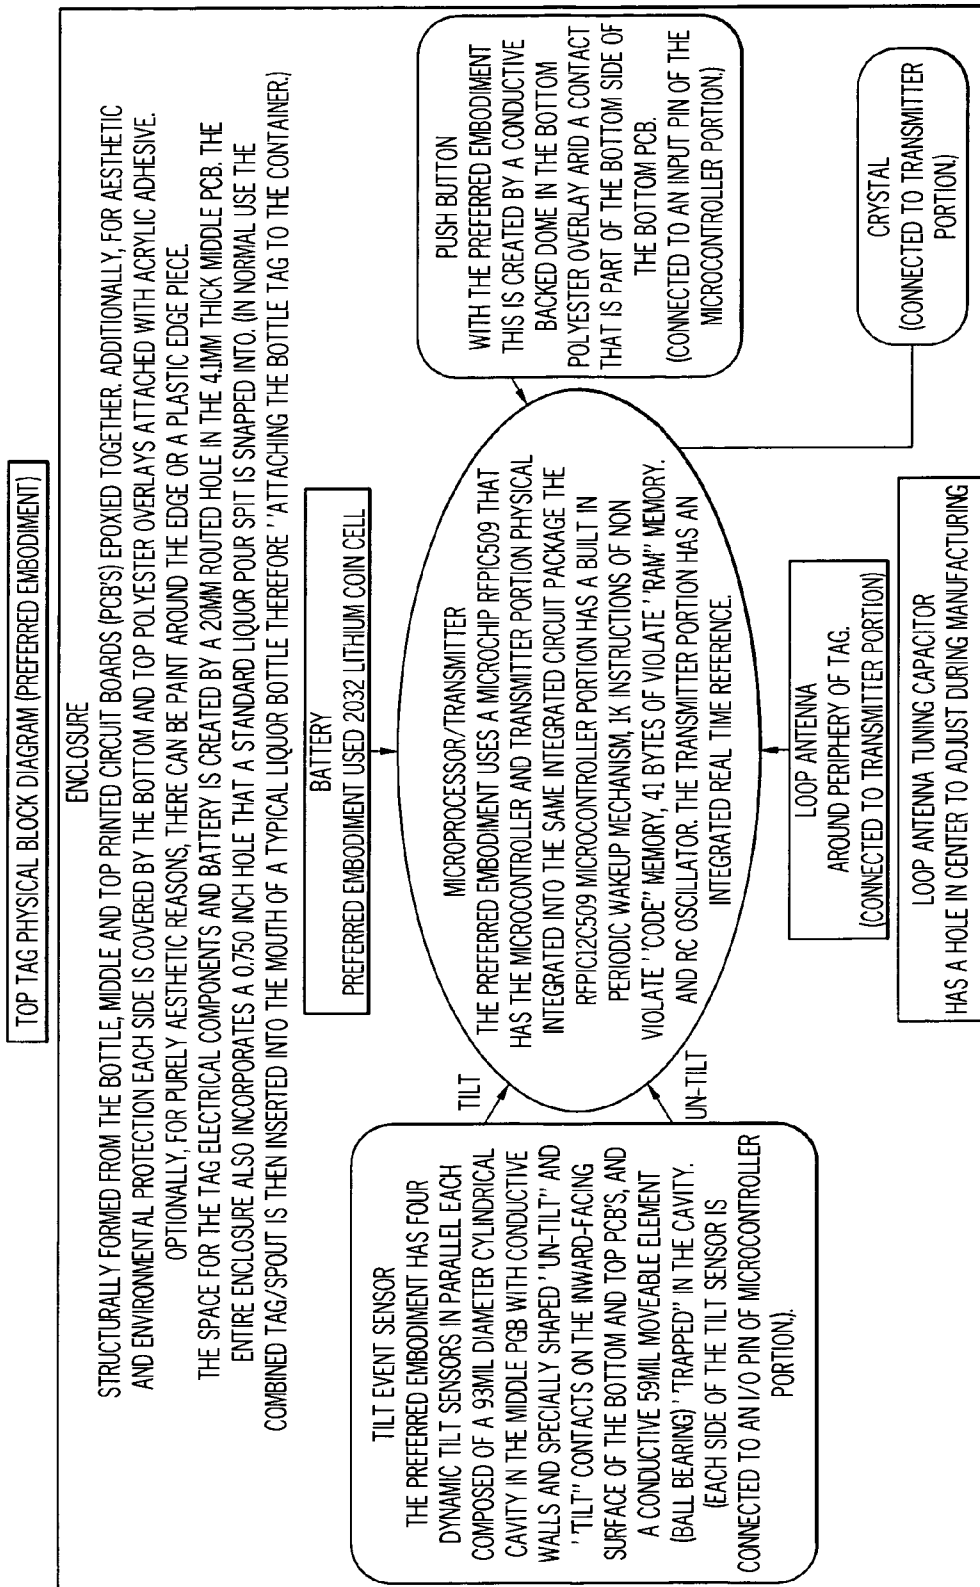 TOP TAG PHYSICAL BLOCK DIAGRAM (PREFERRED EMBODIMENT)
ENCLOSURE
STRUCTURALLY FORMED FROM THE BOTTLE, MIDDLE AND TOP PRINTED CIRCUIT BOARDS (PCB'S) EPOXIED TOGETHER. ADDITIONALLY, FOR AESTHETIC
AND ENVIRONMENTAL PROTECTION EACH SIDE IS COVERED BY THE BOTTOM AND TOP POLYESTER OVERLAYS ATTACHED WITH ACRYLIC ADHESIVE.
OPTIONALLY, FOR PURELY AESTHETIC REASONS, THERE CAN BE PAINT AROUND THE EDGE OR A PLASTIC EDGE PIECE.
THE SPACE FOR THE TAG ELECTRICAL COMPONENTS AND BATTERY IS CREATED BY A 20MM ROUTED HOLE IN THE 4.1MM THICK MIDDLE PCB. THE
ENTIRE ENCLOSURE ALSO INCORPORATES A 0.750 INCH HOLE THAT A STANDARD LIQUOR POUR SPIT IS SNAPPED INTO. (IN NORMAL USE THE
COMBINED TAG/SPOUT IS THEN INSERTED INTO THE MOUTH OF A TYPICAL LIQUOR BOTTLE THEREFORE ''ATTACHING THE BOTTLE TAG TO THE CONTAINER.)
BATTERY
PREFERRED EMBODIMENT USED 2032 LITHIUM COIN CELL
TILT EVENT SENSOR
THE PREFERRED EMBODIMENT HAS FOUR
DYNAMIC TILT SENSORS IN PARALLEL EACH
COMPOSED OF A 93MIL DIAMETER CYLINDRICAL
CAVITY IN THE MIDDLE PGB WITH CONDUCTIVE
WALLS AND SPECIALLY SHAPED ' 'UN-TILT'' AND
' 'TILT'' CONTACTS ON THE INWARD-FACING
SURFACE OF THE BOTTOM AND TOP PCB'S, AND
A CONDUCTIVE 59MIL MOVEABLE ELEMENT
(BALL BEARING) ' 'TRAPPED'' IN THE CAVITY.
(EACH SIDE OF THE TILT SENSOR IS
CONNECTED TO AN I/O PIN OF MICROCONTROLLER
PORTION.).
TILT
UN-TILT
MICROPROCESSOR/TRANSMITTER
THE PREFERRED EMBODIMENT USES A MICROCHIP RFPIC509 THAT
HAS THE MICROCONTROLLER AND TRANSMITTER PORTION PHYSICAL
INTEGRATED INTO THE SAME INTEGRATED CIRCUIT PACKAGE THE
RFPIC12C509 MICROCONTROLLER PORTION HAS A BUILT IN
PERIODIC WAKEUP MECHANISM, 1K INSTRUCTIONS OF NON
VIOLATE ''CODE'' MEMORY, 41 BYTES OF VIOLATE ''RAM'' MEMORY.
AND RC OSCILLATOR. THE TRANSMITTER PORTION HAS AN
INTEGRATED REAL TIME REFERENCE.
PUSH BUTTON
WITH THE PREFERRED EMBODIMENT
THIS IS CREATED BY A CONDUCTIVE
BACKED DOME IN THE BOTTOM
POLYESTER OVERLAY ARID A CONTACT
THAT IS PART OF THE BOTTOM SIDE OF
THE BOTTOM PCB.
(CONNECTED TO AN INPUT PIN OF THE
MICROCONTROLLER PORTION.)
LOOP ANTENNA
AROUND PERIPHERY OF TAG.
(CONNECTED TO TRANSMITTER PORTION)
CRYSTAL
(CONNECTED TO TRANSMITTER
PORTION.)
LOOP ANTENNA TUNING CAPACITOR
HAS A HOLE IN CENTER TO ADJUST DURING MANUFACTURING